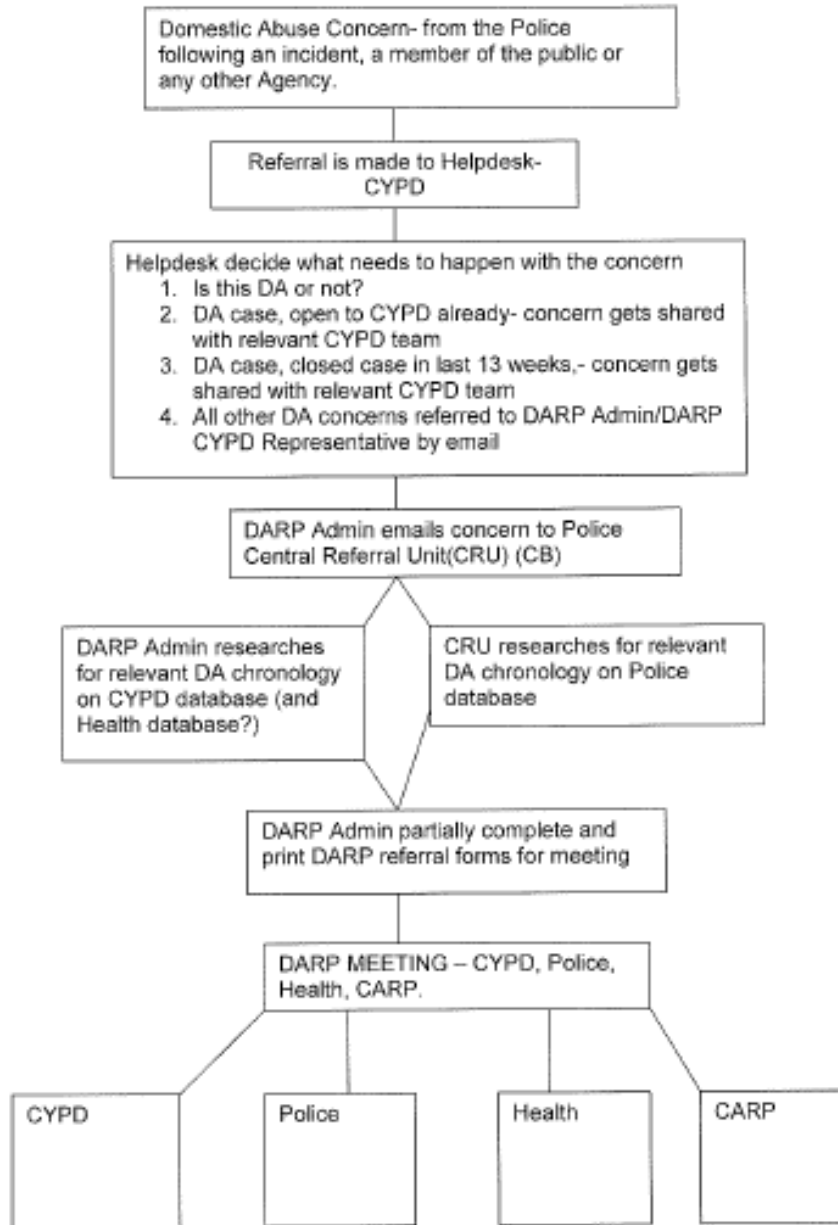 Domestic Abuse Concern- from the Police
following an incident, a member of the public or
any other Agency.
Referral is made to Helpdesk-
CYPD
Helpdesk decide what needs to happen with the concern
1. Is this DA or not?
2. DA case, open to CYPD already- concern gets shared
with relevant CYPD team
3. DA case, closed case in last 13 weeks,- concern gets
shared with relevant CYPD team
4. All other DA concerns referred to DARP Admin/DARP
CYPD Representative by email
DARP Admin emails concern to Police
Central Referral Unit(CRU) (CB)
DARP Admin researches
for relevant DA chronology
on CYPD database (and
Health database?)
CRU researches for relevant
DA chronology on Police
database
DARP Admin partially complete and
print DARP referral forms for meeting
DARP MEETING – CYPD, Police,
Health, CARP.
CYPD
Police
Health
CARP